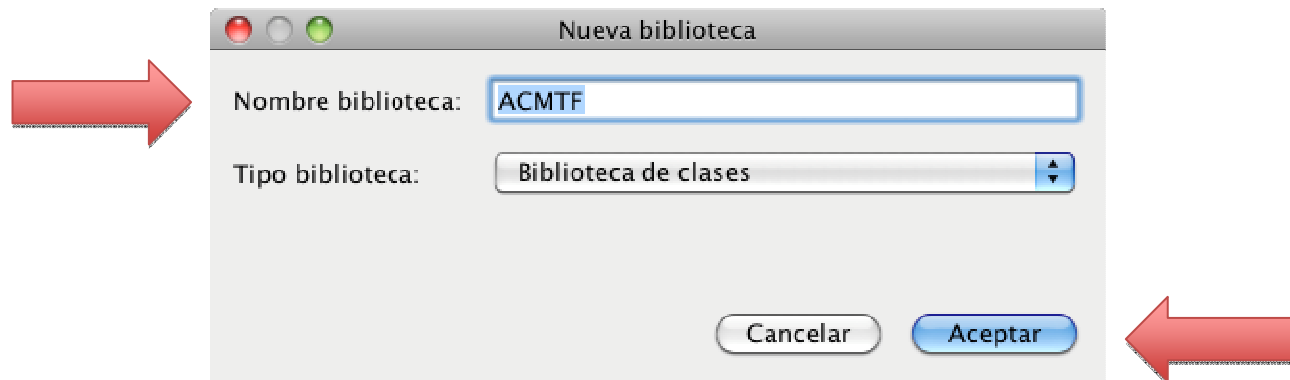 Nueva biblioteca
Nombre biblioteca: ACMTF
Tipo biblioteca: Biblioteca de clases
Cancelar Aceptar